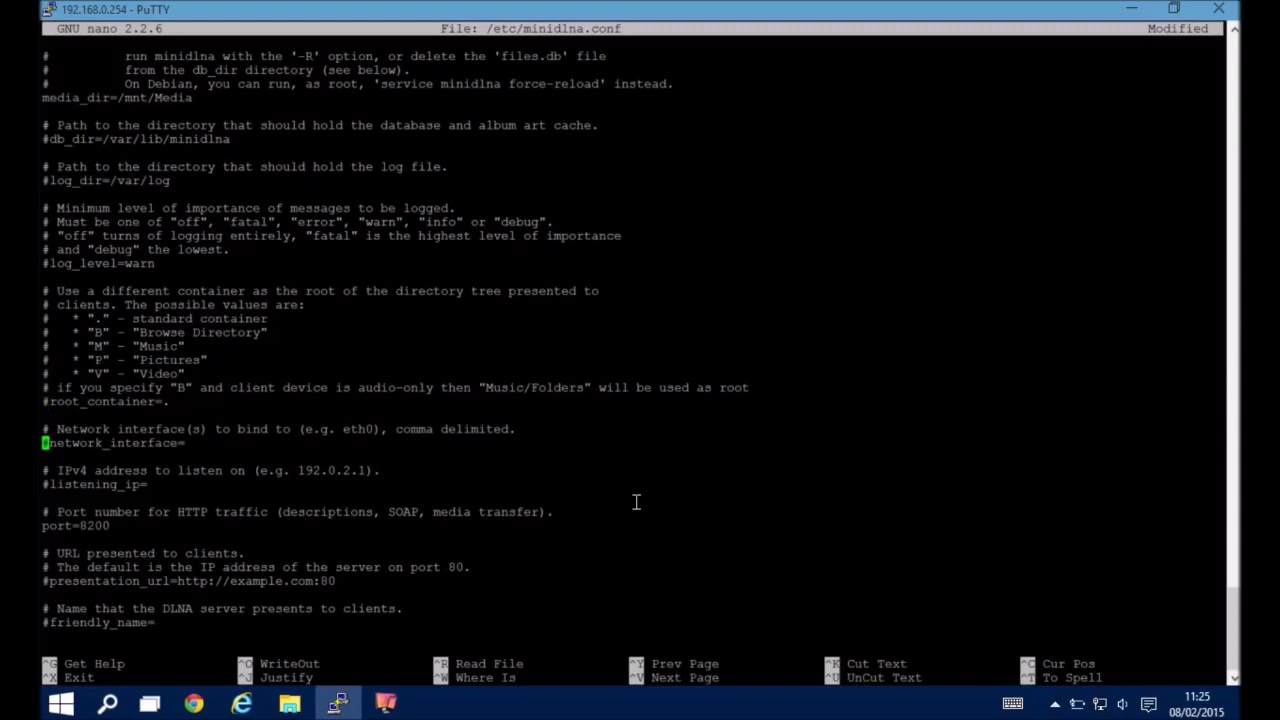 192.168.0.254 - PuTTY
GNU nano 2.2.6 File: /etc/minidlna.conf Modified
# run minidlna with the '-R' option, or delete the 'files.db' file
# from the db_dir directory (see below).
# On Debian, you can run, as root, 'service minidlna force-reload' instead.
media_dir=/mnt/Media
# Path to the directory that should hold the database and album art cache.
#db_dir=/var/lib/minidlna
# Path to the directory that should hold the log file.
#log_dir=/var/log
# Minimum level of importance of messages to be logged.
# Must be one of "off", "fatal", "error", "warn", "info" or "debug".
# "off" turns of logging entirely, "fatal" is the highest level of importance
# and "debug" the lowest.
#log_level=warn
# Use a different container as the root of the directory tree presented to
# clients. The possible values are:
# * "." - standard container
# * "B" - "Browse Directory"
# * "M" - "Music"
# * "P" - "Pictures"
# * "V" - "Video"
# if you specify "B" and client device is audio-only then "Music/Folders" will be used as root
#root_container=.
# Network interface(s) to bind to (e.g. eth0), comma delimited.
#network_interface=
# IPv4 address to listen on (e.g. 192.0.2.1).
#listening_ip=
# Port number for HTTP traffic (descriptions, SOAP, media transfer).
port=8200
# URL presented to clients.
# The default is the IP address of the server on port 80.
#presentation_url=http://example.com:80
# Name that the DLNA server presents to clients.
#friendly_name=
^G Get Help ^O WriteOut ^R Read File ^Y Prev Page ^K Cut Text ^C Cur Pos
^X Exit ^J Justify ^W Where Is ^V Next Page ^U UnCut Text ^T To Spell
11:25
08/02/2015